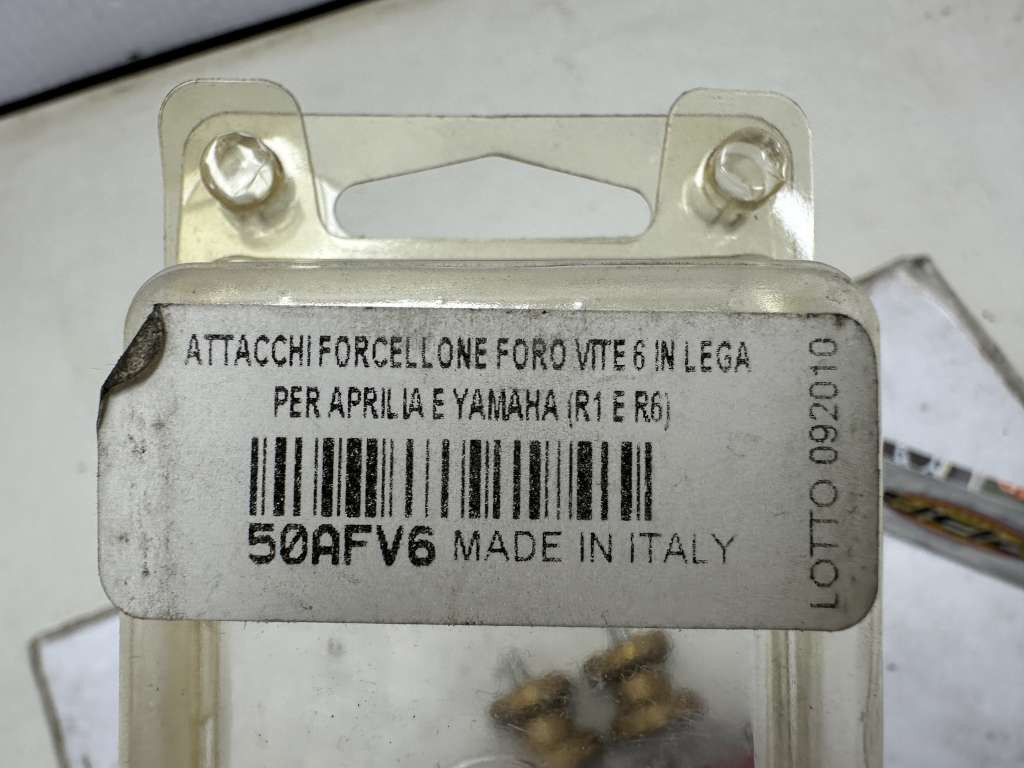 ATTACCHI FORCELLONE FORO VITE 6 IN LEGA
PER APRILIA E YAMAHA (R1 E R6)
50AFV6 MADE IN ITALY
LOTTO 092010